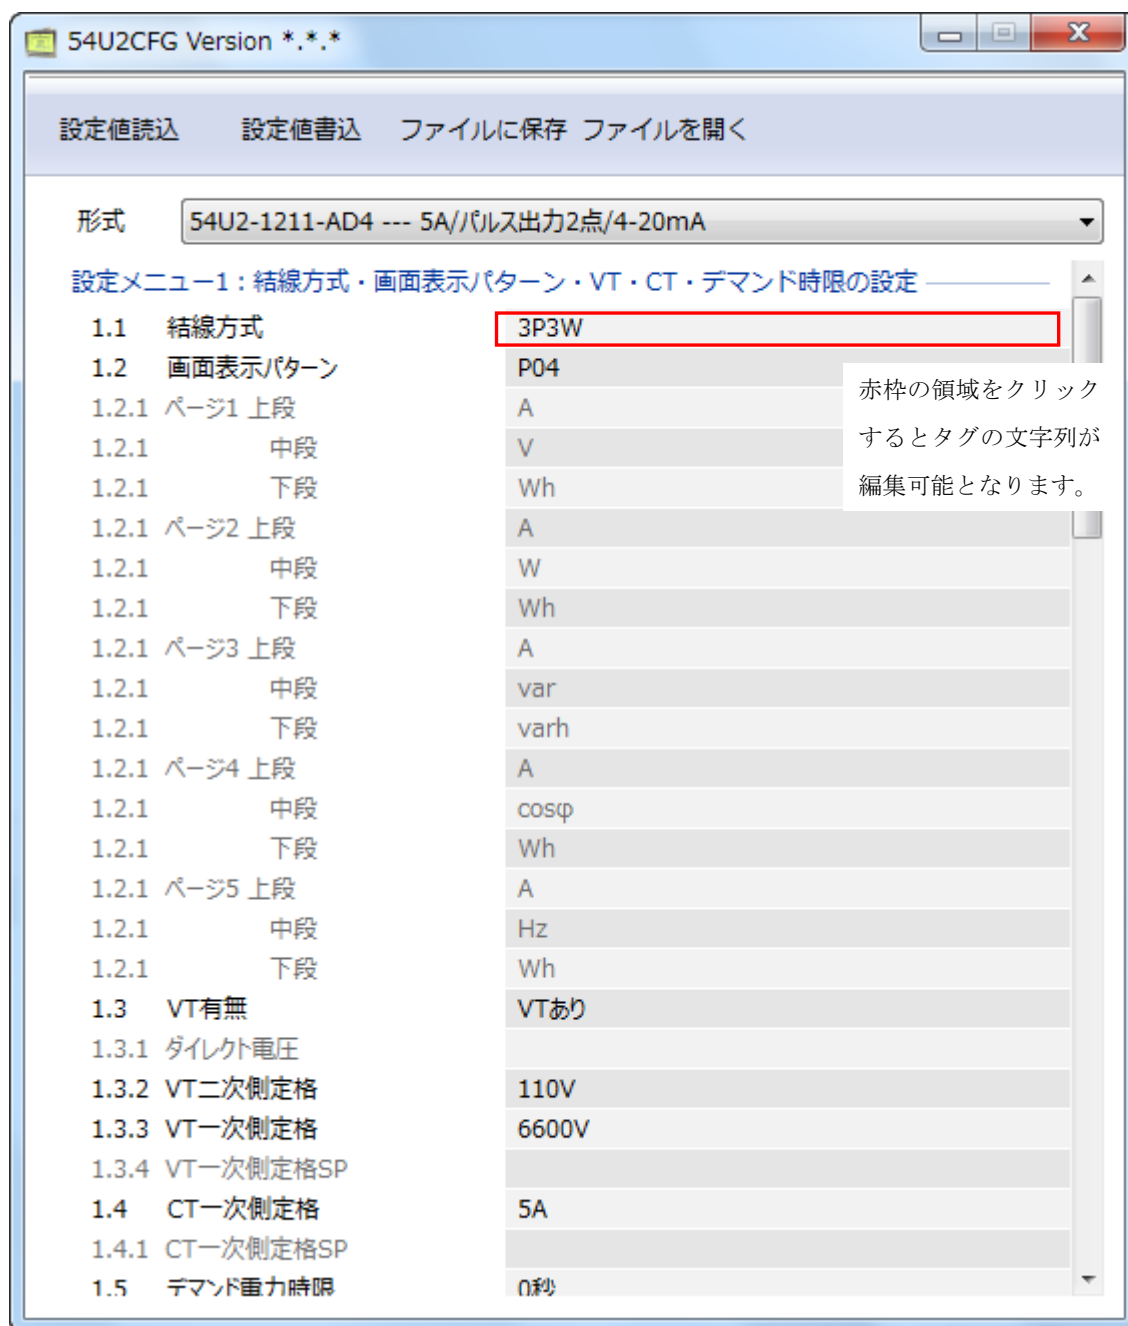 54U2CFG Version *.*.*
設定値読込 設定値書込 ファイルに保存 ファイルを開く
形式 54U2-1211-AD4 --- 5A/パルス出力2点/4-20mA
設定メニュー1：結線方式・画面表示パターン・VT・CT・デマンド時限の設定
1.1 結線方式 3P3W
1.2 画面表示パターン P04
1.2.1 ページ1 上段 A
1.2.1 中段 V
1.2.1 下段 Wh
赤枠の領域をクリック
するとタグの文字列が
編集可能となります。
1.2.1 ページ2 上段 A
1.2.1 中段 W
1.2.1 下段 Wh
1.2.1 ページ3 上段 A
1.2.1 中段 var
1.2.1 下段 varh
1.2.1 ページ4 上段 A
1.2.1 中段 cosφ
1.2.1 下段 Wh
1.2.1 ページ5 上段 A
1.2.1 中段 Hz
1.2.1 下段 Wh
1.3 VT有無 VTあり
1.3.1 ダイレクト電圧
1.3.2 VT二次側定格 110V
1.3.3 VT一次側定格 6600V
1.3.4 VT一次側定格SP
1.4 CT一次側定格 5A
1.4.1 CT一次側定格SP
1.5 デマンド電力時限 0秒